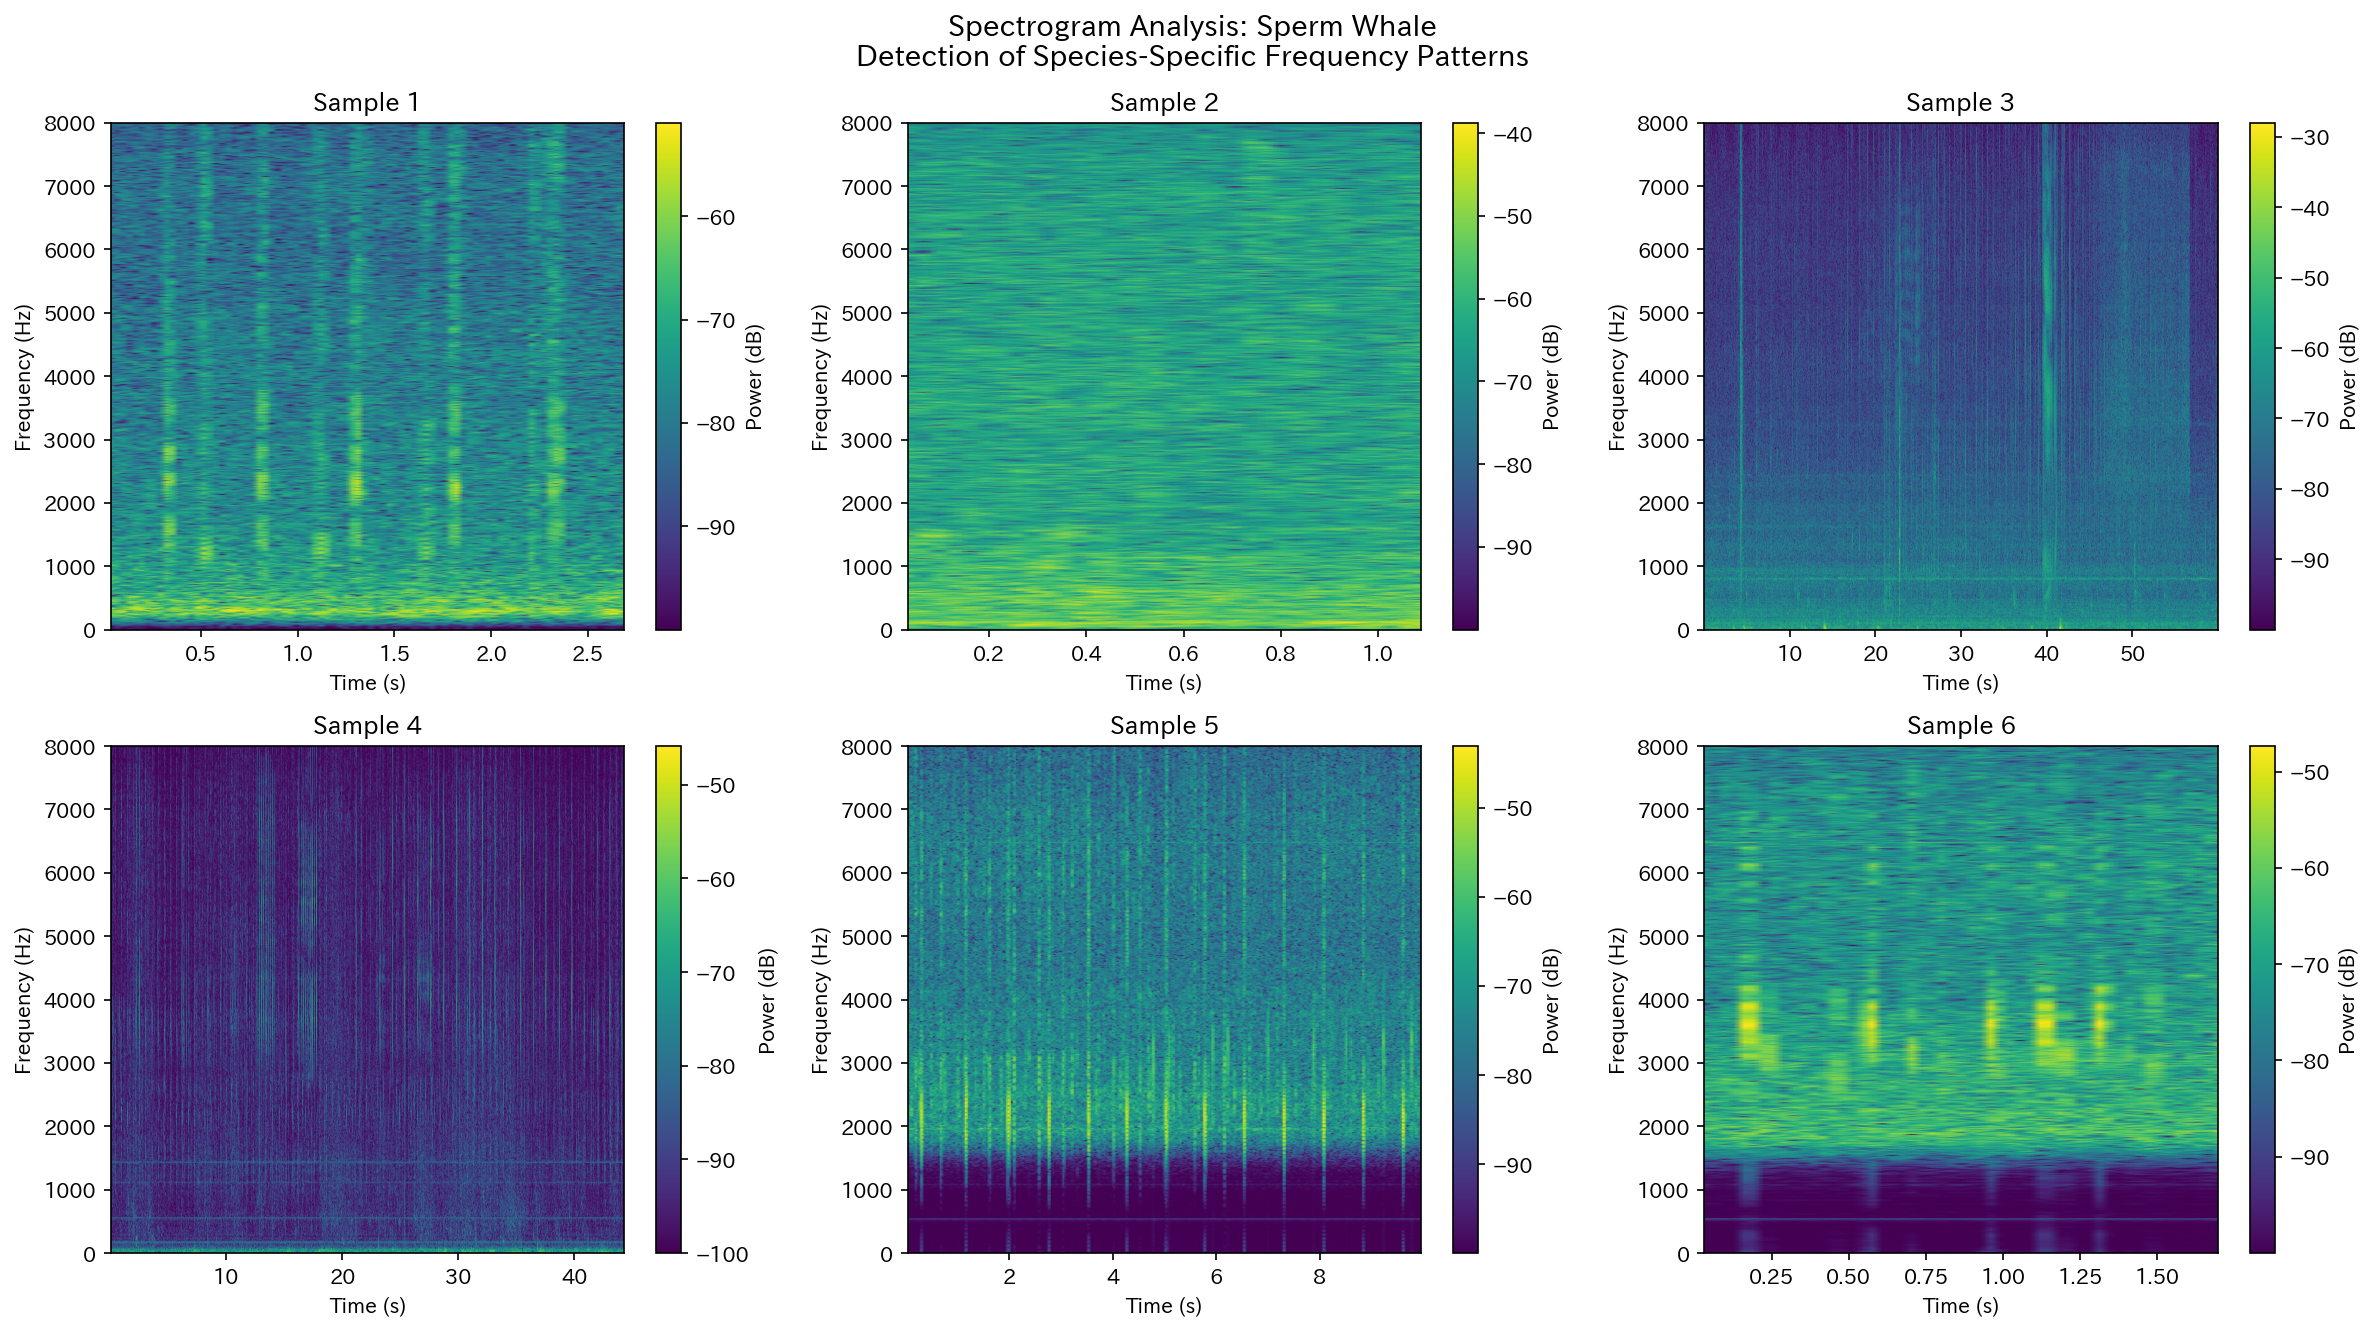 Spectrogram Analysis: Sperm Whale
Detection of Species-Specific Frequency Patterns
Sample 1
8000
7000
6000
5000
4000
3000
2000
1000
0
Frequency (Hz)
0.5 1.0 1.5 2.0 2.5
Time (s)
−60
−70
−80
−90
Power (dB)
Sample 2
8000
7000
6000
5000
4000
3000
2000
1000
0
Frequency (Hz)
0.2 0.4 0.6 0.8 1.0
Time (s)
−40
−50
−60
−70
−80
−90
Power (dB)
Sample 3
8000
7000
6000
5000
4000
3000
2000
1000
0
Frequency (Hz)
10 20 30 40 50
Time (s)
−30
−40
−50
−60
−70
−80
−90
Power (dB)
Sample 4
8000
7000
6000
5000
4000
3000
2000
1000
0
Frequency (Hz)
10 20 30 40
Time (s)
−50
−60
−70
−80
−90
−100
Power (dB)
Sample 5
8000
7000
6000
5000
4000
3000
2000
1000
0
Frequency (Hz)
2 4 6 8
Time (s)
−50
−60
−70
−80
−90
Power (dB)
Sample 6
8000
7000
6000
5000
4000
3000
2000
1000
0
Frequency (Hz)
0.25 0.50 0.75 1.00 1.25 1.50
Time (s)
−50
−60
−70
−80
−90
Power (dB)